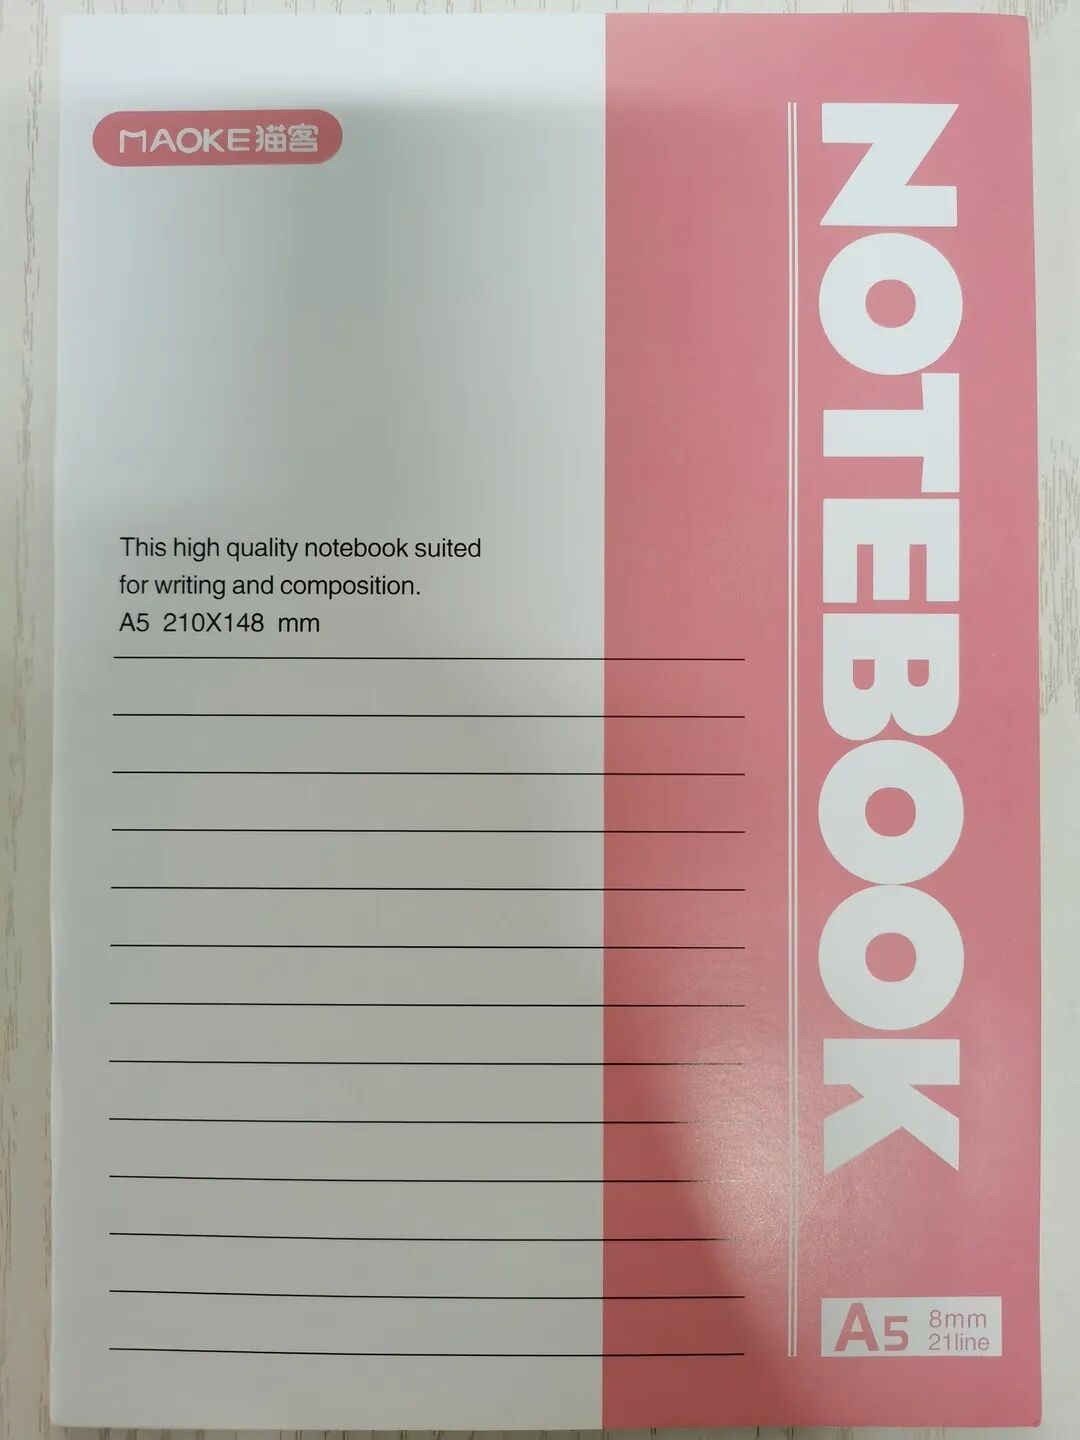 MAOKE猫客
NOTEBOOK
This high quality notebook suited
for writing and composition.
A5 210X148 mm
A5 8mm
21line